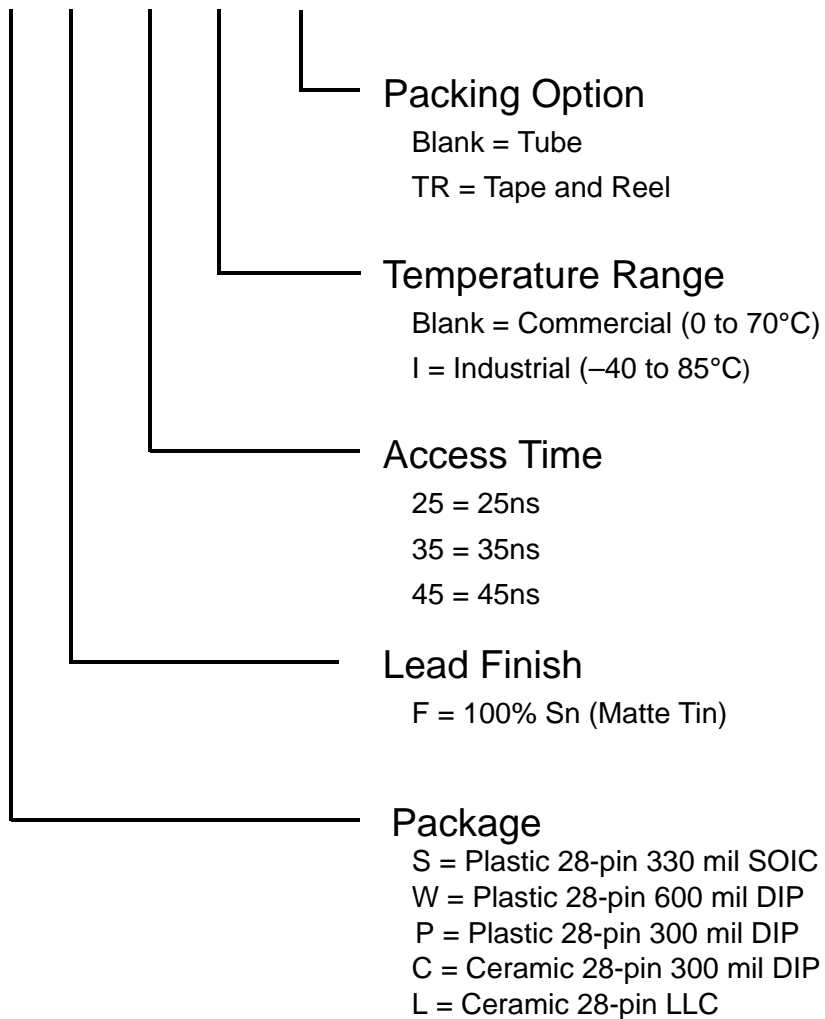 Packing Option
Blank = Tube
TR = Tape and Reel
Temperature Range
Blank = Commercial (0 to 70°C)
I = Industrial (–40 to 85°C)
Access Time
25 = 25ns
35 = 35ns
45 = 45ns
Lead Finish
F = 100% Sn (Matte Tin)
Package
S = Plastic 28-pin 330 mil SOIC
W = Plastic 28-pin 600 mil DIP
P = Plastic 28-pin 300 mil DIP
C = Ceramic 28-pin 300 mil DIP
L = Ceramic 28-pin LLC